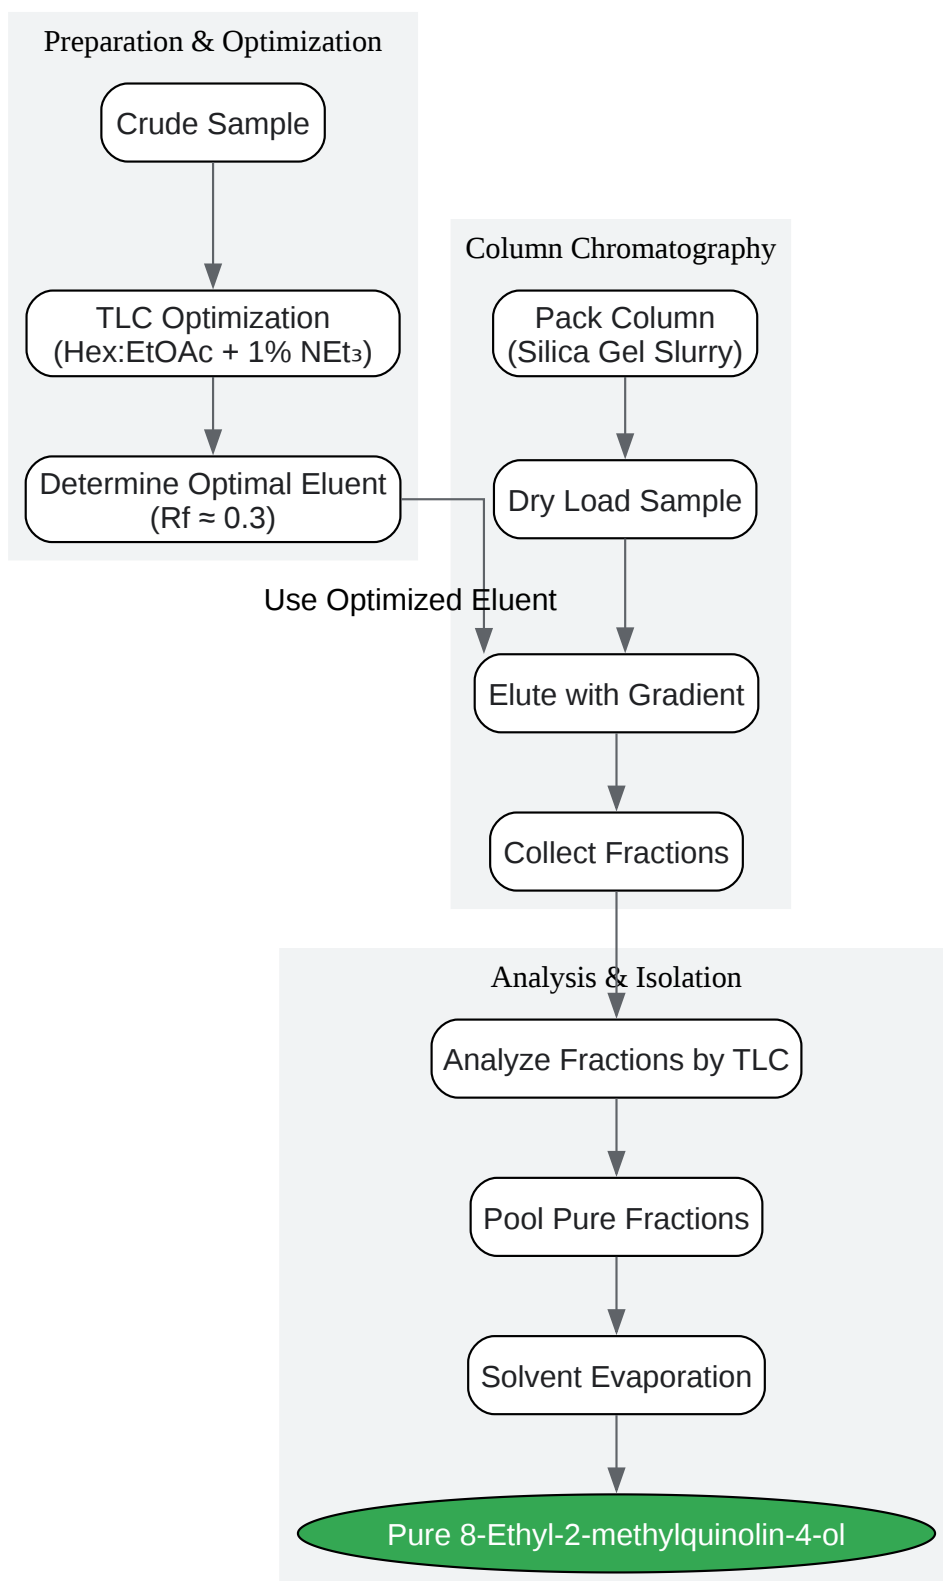 Preparation & Optimization
Crude Sample
TLC Optimization
(Hex:EtOAc + 1% NEt₃)
Determine Optimal Eluent
(Rf ≈ 0.3)
Use Optimized Eluent
Column Chromatography
Pack Column
(Silica Gel Slurry)
Dry Load Sample
Elute with Gradient
Collect Fractions
Analysis & Isolation
Analyze Fractions by TLC
Pool Pure Fractions
Solvent Evaporation
Pure 8-Ethyl-2-methylquinolin-4-ol